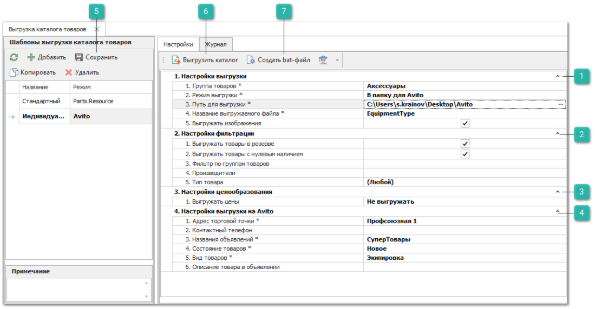 5
6
7
Выгрузка каталога товаров ×
Шаблоны выгрузки каталога товаров
Добавить Сохранить
Копировать Удалить
Название Режим
Стандартный Parts.Resource
Индивидуа... Avito
Примечание
Настройки Журнал
Выгрузить каталог Создать bat-файл
1. Настройки выгрузки
1. Группа товаров * Аксессуары
2. Режим выгрузки * В папку для Avito
3. Путь для выгрузки * C:\Users\s.krainov\Desktop\Avito ...
4. Название выгружаемого файла * EquipmentType
5. Выгружать изображения
2. Настройки фильтрации
1. Выгружать товары в резерве
2. Выгружать товары с нулевым наличием
3. Фильтр по группам товаров
4. Производители
5. Тип товара (Любой)
3. Настройки ценообразования
1. Выгружать цены Не выгружать
4. Настройки выгрузки на Avito
1. Адрес торговой точки * Профсоюзная 1
2. Контактный телефон
3. Названия объявлений * СуперТовары
4. Состояние товаров * Новое
5. Вид товаров * Экипировка
6. Описание товара в объявлении
1
2
3
4